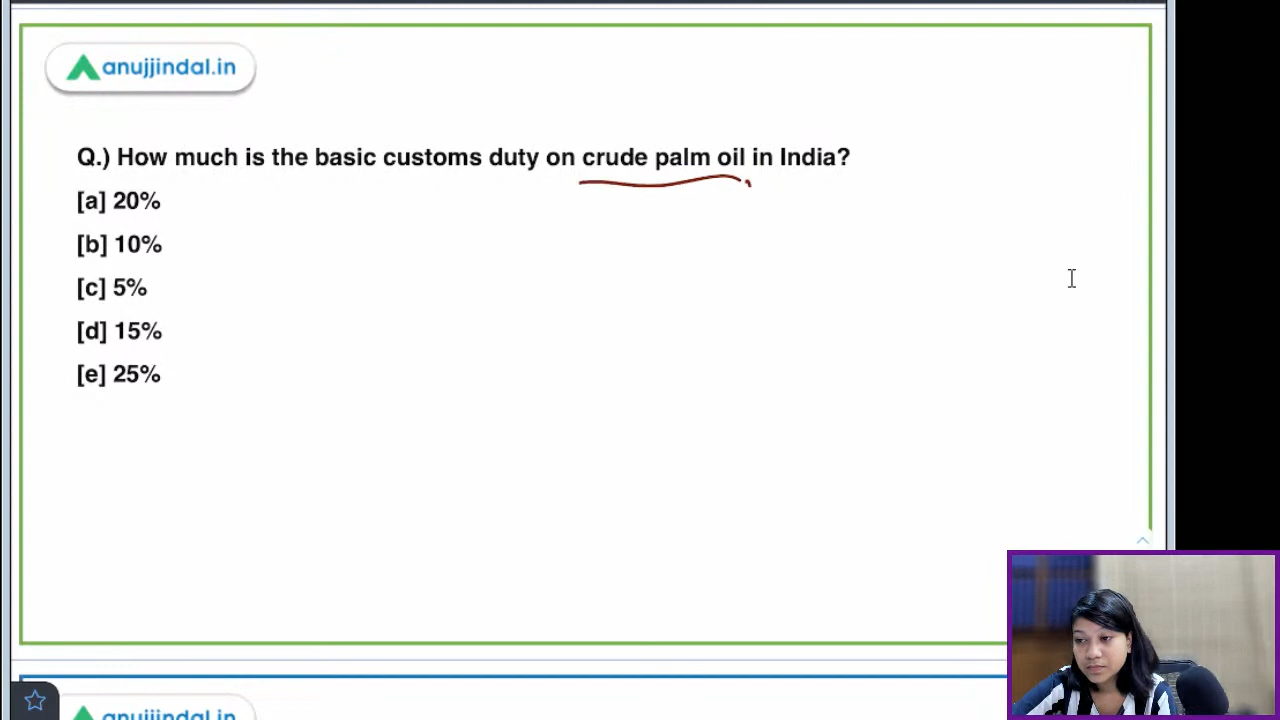 anujjindal.in
Q.) How much is the basic customs duty on crude palm oil in India?
[a] 20%
[b] 10%
[c] 5%
[d] 15%
[e] 25%
anujjindal.in